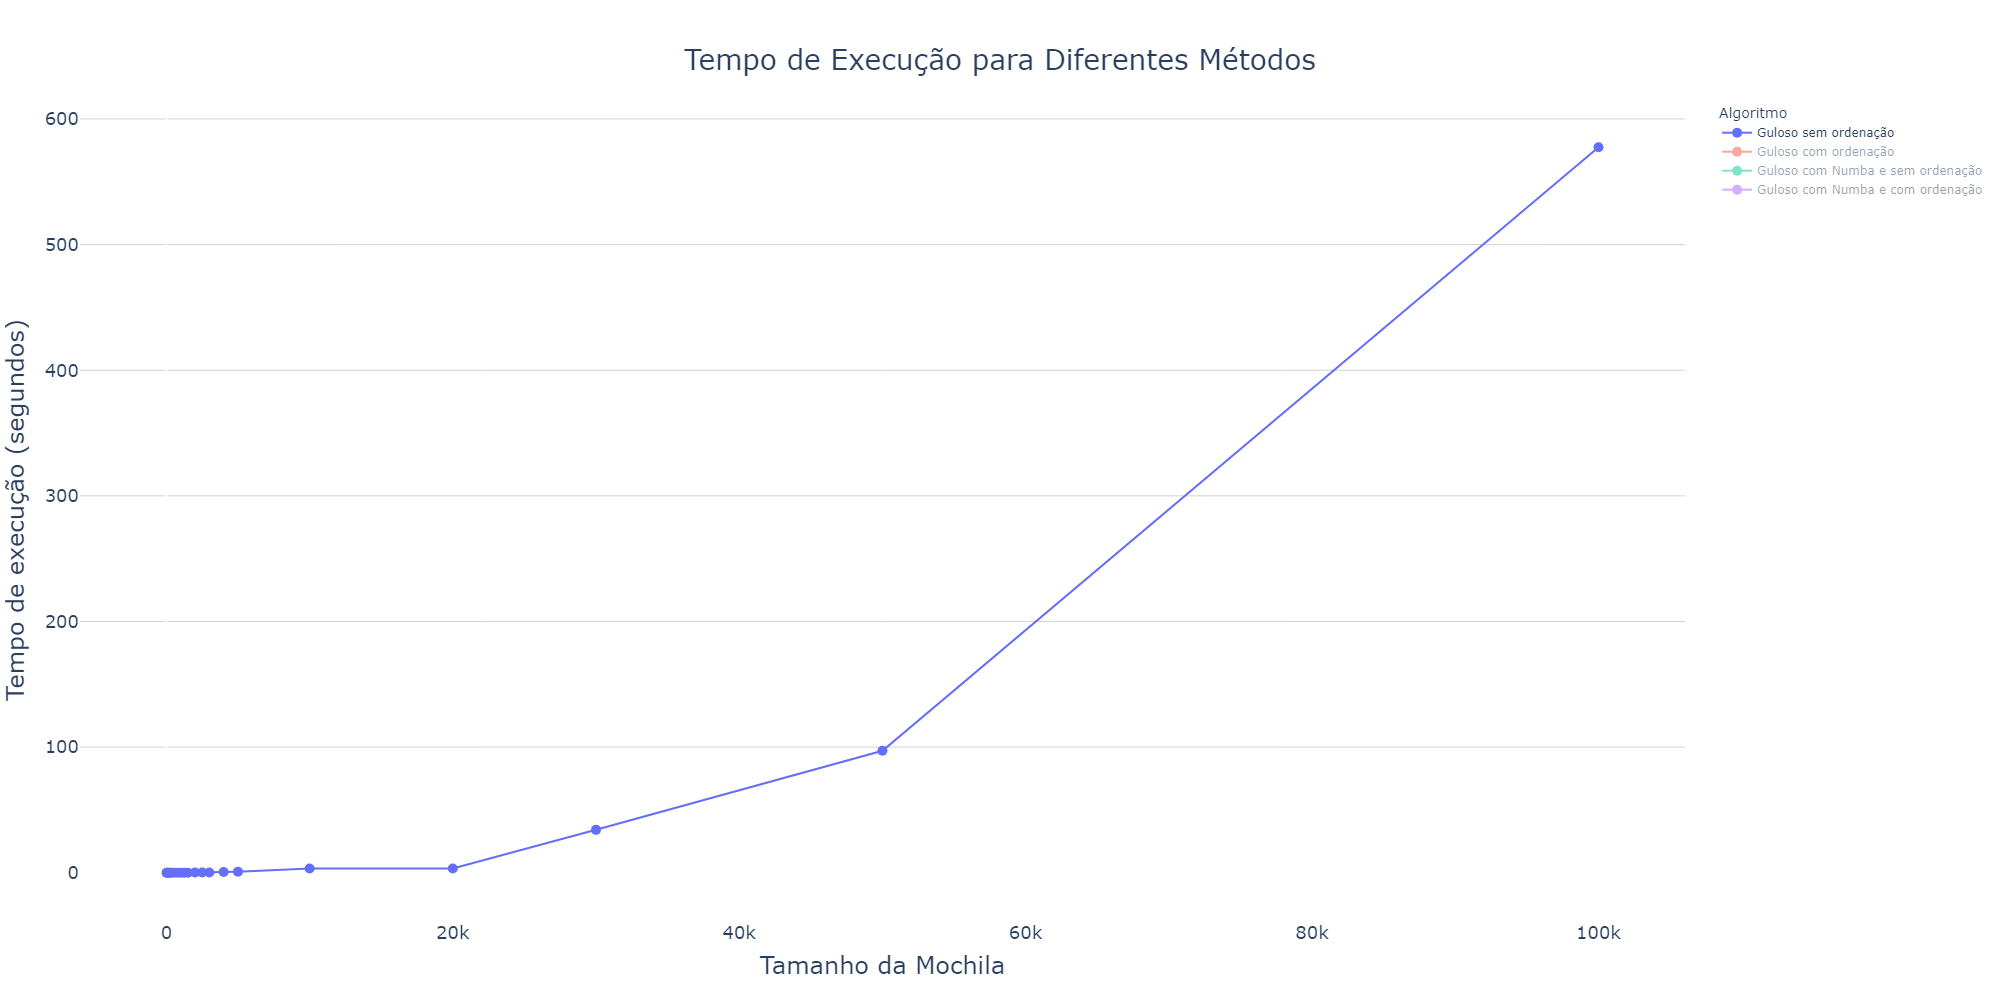 Tempo de Execução para Diferentes Métodos
Algoritmo
Guloso sem ordenação
Guloso com ordenação
Guloso com Numba e sem ordenação
Guloso com Numba e com ordenação
Tempo de execução (segundos)
600
500
400
300
200
100
0
0
20k
40k
60k
80k
100k
Tamanho da Mochila